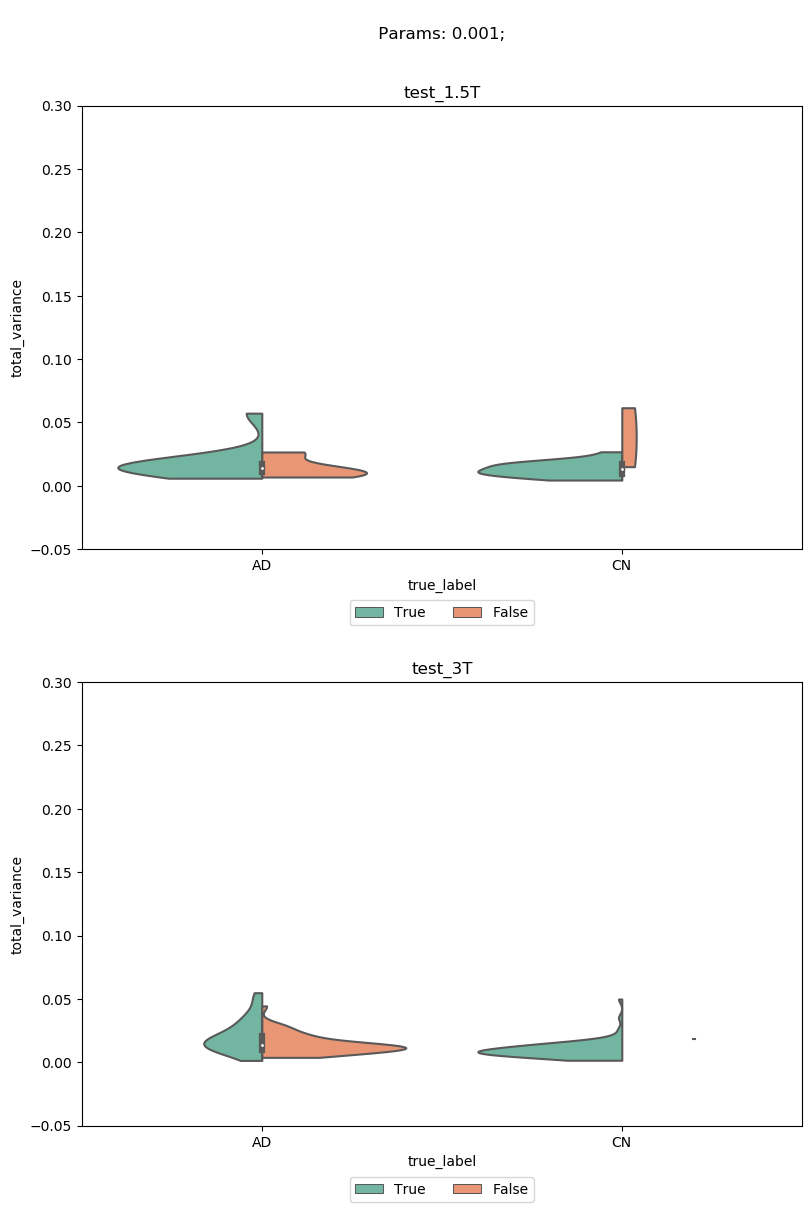 Params: 0.001;
test_1.5T
0.30
0.25
0.20
0.15
0.10
0.05
0.00
−0.05
total_variance
AD CN
true_label
True False
test_3T
0.30
0.25
0.20
0.15
0.10
0.05
0.00
−0.05
total_variance
AD CN
true_label
True False